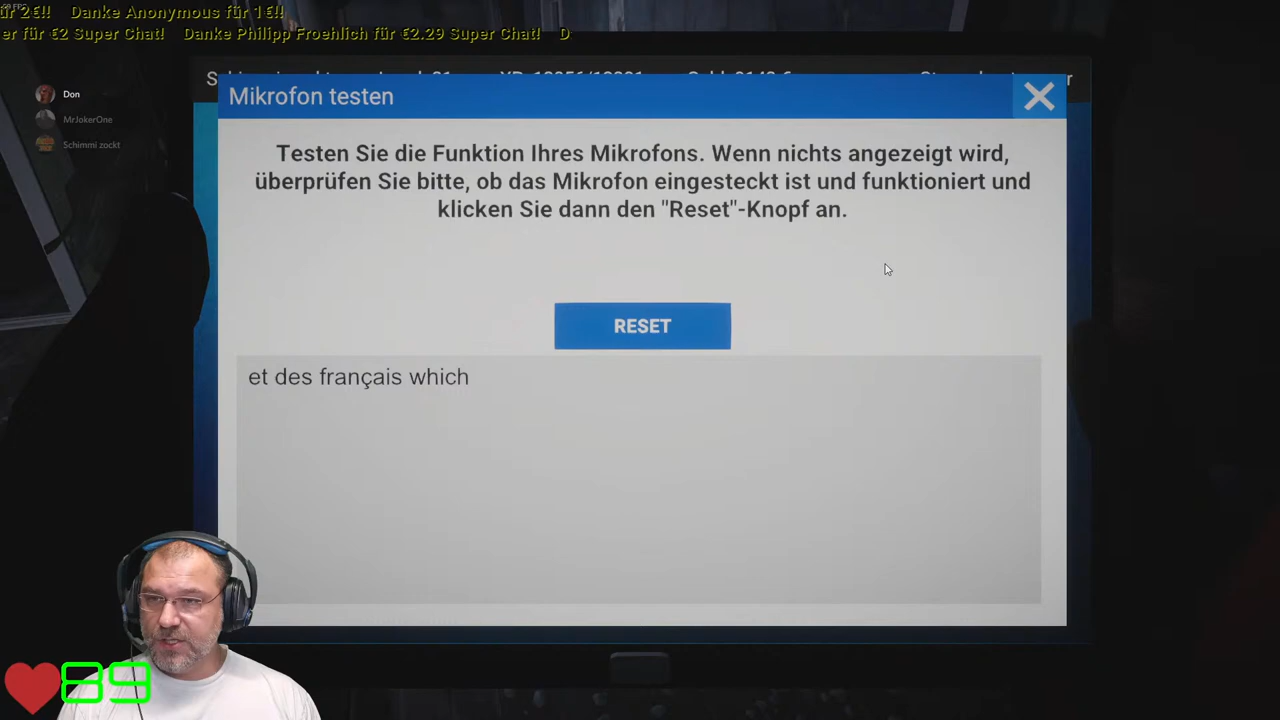 ür 2€!! Danke Anonymous für 1€!!
er für €2 Super Chat! Danke Philipp Froehlich für €2.29 Super Chat! D
Don
MrJokerOne
Schimmi zockt
Mikrofon testen
Testen Sie die Funktion Ihres Mikrofons. Wenn nichts angezeigt wird,
überprüfen Sie bitte, ob das Mikrofon eingesteckt ist und funktioniert und
klicken Sie dann den "Reset"-Knopf an.
RESET
et des français which
89